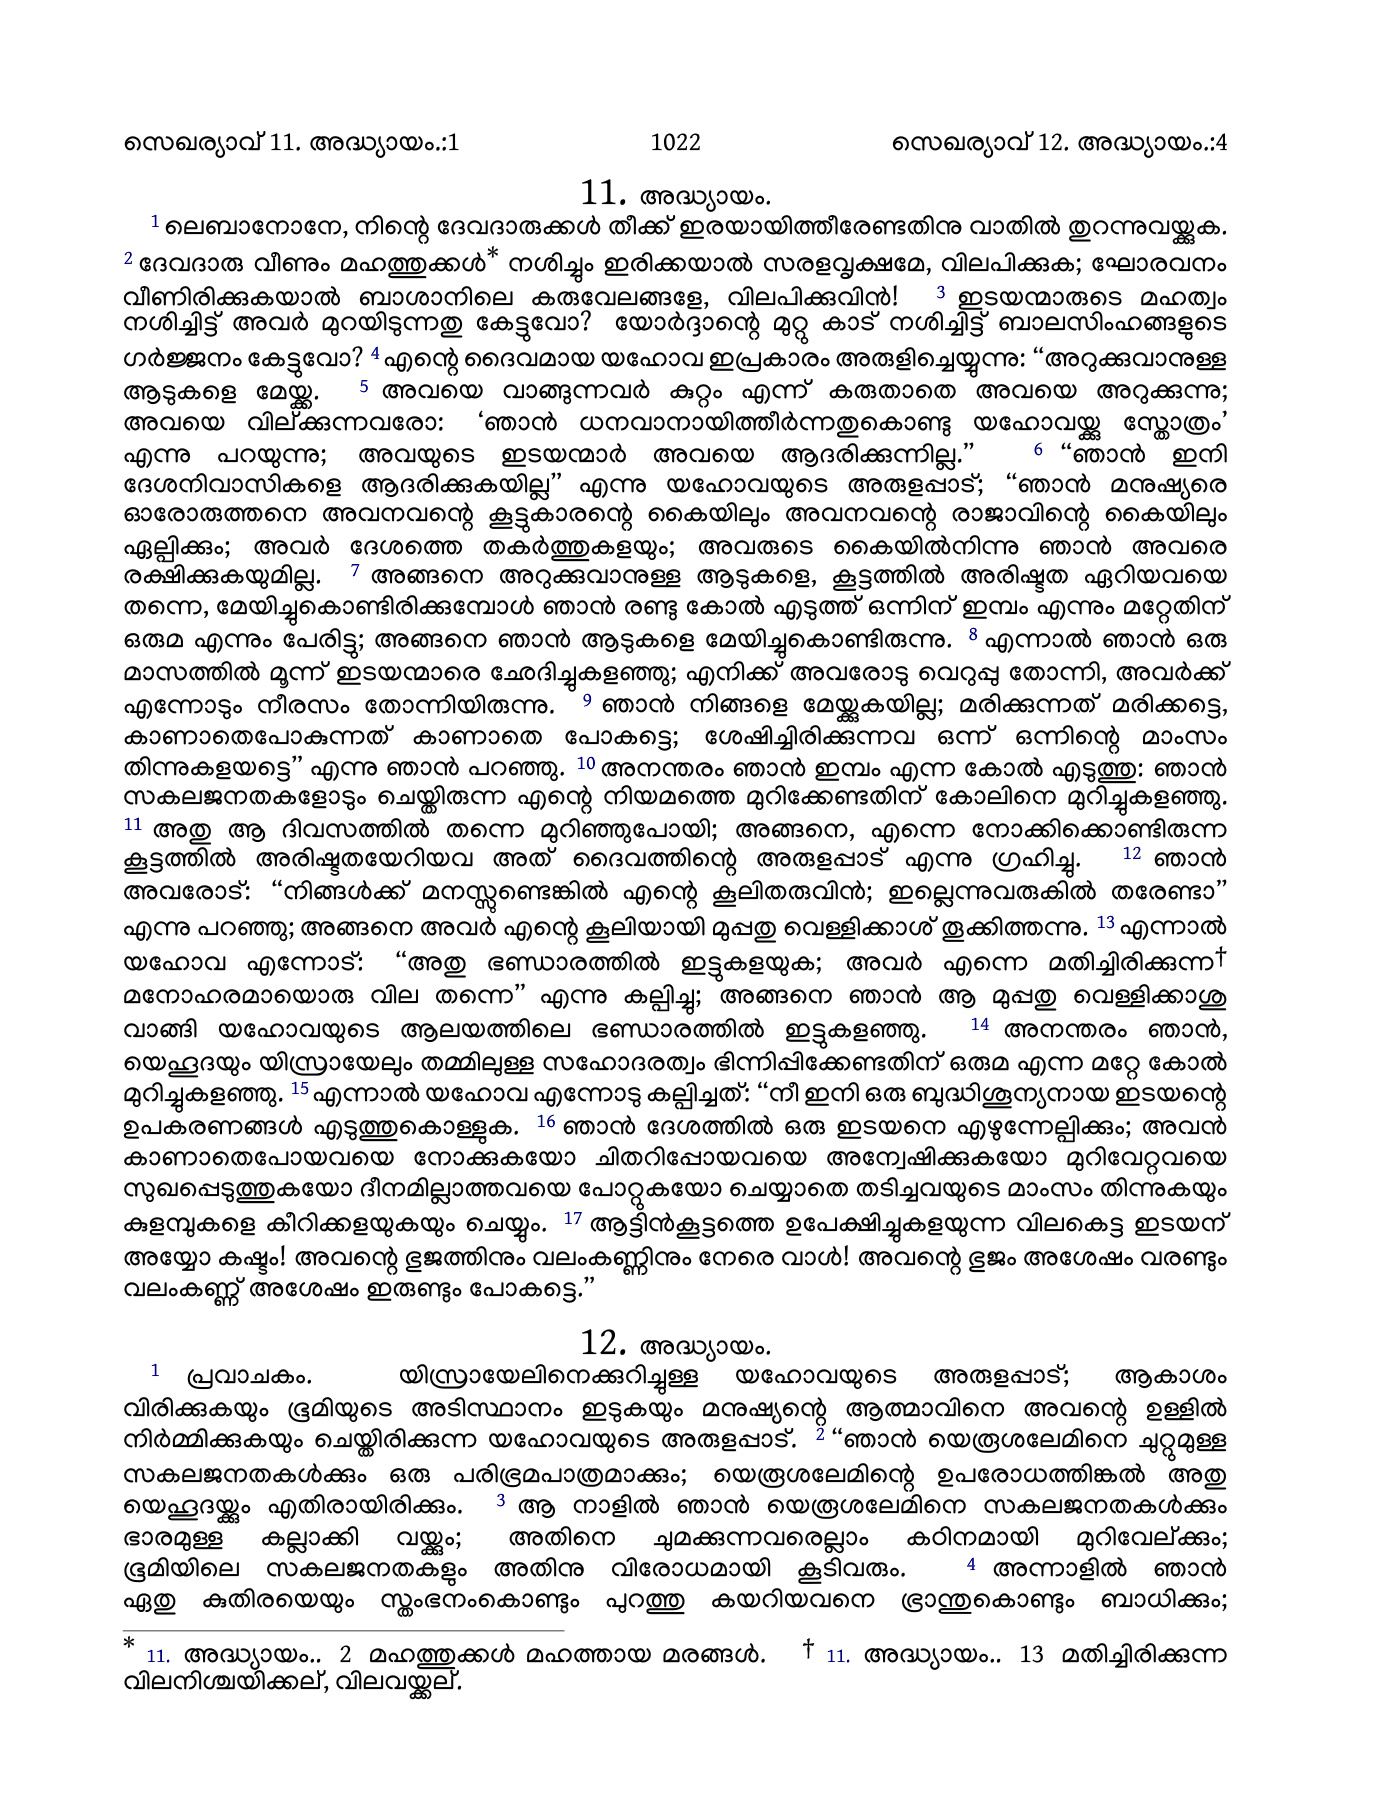 സെഖര്യാവ് 11. അദ്ധ്യായം.:1 1022 സെഖര്യാവ് 12. അദ്ധ്യായം.:4
11. അദ്ധ്യായം.
1 ലെബാനോനേ, നിന്റെ ദേവദാരുക്കൾ തീക്ക് ഇരയായിത്തീരേണ്ടതിനു വാതിൽ തുറന്നുവയ്ക്കുക.
2 ദേവദാരു വീണും മഹത്തുക്കൾ* നശിച്ചും ഇരിക്കയാൽ സരളവൃക്ഷമേ, വിലപിക്കുക; ഘോരവനം
വീണിരിക്കുകയാൽ ബാശാനിലെ കരുവേലങ്ങളേ, വിലപിക്കുവിൻ! 3 ഇടയന്മാരുടെ മഹത്വം
നശിച്ചിട്ട് അവർ മുറയിടുന്നതു കേട്ടുവോ? യോർദ്ദാന്റെ മുറ്റു കാട് നശിച്ചിട്ട് ബാലസിംഹങ്ങളുടെ
ഗർജ്ജനം കേട്ടുവോ? 4 എന്റെ ദൈവമായ യഹോവ ഇപ്രകാരം അരുളിച്ചെയ്യുന്നു: “അറുക്കുവാനുള്ള
ആടുകളെ മേയ്ക്ക. 5 അവയെ വാങ്ങുന്നവർ കുറ്റം എന്ന് കരുതാതെ അവയെ അറുക്കുന്നു;
അവയെ വില്ക്കുന്നവരോ: ‘ഞാൻ ധനവാനായിത്തീർന്നതുകൊണ്ടു യഹോവയ്ക്കു സ്തോത്രം’
എന്നു പറയുന്നു; അവയുടെ ഇടയന്മാർ അവയെ ആദരിക്കുന്നില്ല.” 6 “ഞാൻ ഇനി
ദേശനിവാസികളെ ആദരിക്കുകയില്ല” എന്നു യഹോവയുടെ അരുളപ്പാട്; “ഞാൻ മനുഷ്യരെ
ഓരോരുത്തനെ അവനവന്റെ കൂട്ടുകാരന്റെ കൈയിലും അവനവന്റെ രാജാവിന്റെ കൈയിലും
ഏല്പിക്കും; അവർ ദേശത്തെ തകർത്തുകളയും; അവരുടെ കൈയിൽനിന്നു ഞാൻ അവരെ
രക്ഷിക്കുകയുമില്ല. 7 അങ്ങനെ അറുക്കുവാനുള്ള ആടുകളെ, കൂട്ടത്തിൽ അരിഷ്ടത ഏറിയവയെ
തന്നെ, മേയിച്ചുകൊണ്ടിരിക്കുമ്പോൾ ഞാൻ രണ്ടു കോൽ എടുത്ത് ഒന്നിന് ഇമ്പം എന്നും മറ്റേതിന്
ഒരുമ എന്നും പേരിട്ടു; അങ്ങനെ ഞാൻ ആടുകളെ മേയിച്ചുകൊണ്ടിരുന്നു. 8 എന്നാൽ ഞാൻ ഒരു
മാസത്തിൽ മൂന്ന് ഇടയന്മാരെ ഛേദിച്ചുകളഞ്ഞു; എനിക്ക് അവരോടു വെറുപ്പു തോന്നി, അവർക്ക്
എന്നോടും നീരസം തോന്നിയിരുന്നു. 9 ഞാൻ നിങ്ങളെ മേയ്ക്കുകയില്ല; മരിക്കുന്നത് മരിക്കട്ടെ,
കാണാതെപോകുന്നത് കാണാതെ പോകട്ടെ; ശേഷിച്ചിരിക്കുന്നവ ഒന്ന് ഒന്നിന്റെ മാംസം
തിന്നുകളയട്ടെ” എന്നു ഞാൻ പറഞ്ഞു. 10 അനന്തരം ഞാൻ ഇമ്പം എന്ന കോൽ എടുത്തു: ഞാൻ
സകലജനതകളോടും ചെയ്തിരുന്ന എന്റെ നിയമത്തെ മുറിക്കേണ്ടതിന് കോലിനെ മുറിച്ചുകളഞ്ഞു.
11 അതു ആ ദിവസത്തിൽ തന്നെ മുറിഞ്ഞുപോയി; അങ്ങനെ, എന്നെ നോക്കിക്കൊണ്ടിരുന്ന
കൂട്ടത്തിൽ അരിഷ്ടതയേറിയവ അത് ദൈവത്തിന്റെ അരുളപ്പാട് എന്നു ഗ്രഹിച്ചു. 12 ഞാൻ
അവരോട്: “നിങ്ങൾക്ക് മനസ്സുണ്ടെങ്കിൽ എന്റെ കൂലിതരുവിൻ; ഇല്ലെന്നുവരുകിൽ തരേണ്ടാ”
എന്നു പറഞ്ഞു; അങ്ങനെ അവർ എന്റെ കൂലിയായി മുപ്പതു വെള്ളിക്കാശ് തൂക്കിത്തന്നു. 13 എന്നാൽ
യഹോവ എന്നോട്: “അതു ഭണ്ഡാരത്തിൽ ഇട്ടുകളയുക; അവർ എന്നെ മതിച്ചിരിക്കുന്ന†
മനോഹരമായൊരു വില തന്നെ” എന്നു കല്പിച്ചു; അങ്ങനെ ഞാൻ ആ മുപ്പതു വെള്ളിക്കാശു
വാങ്ങി യഹോവയുടെ ആലയത്തിലെ ഭണ്ഡാരത്തിൽ ഇട്ടുകളഞ്ഞു. 14 അനന്തരം ഞാൻ,
യെഹൂദയും യിസ്രായേലും തമ്മിലുള്ള സഹോദരത്വം ഭിന്നിപ്പിക്കേണ്ടതിന് ഒരുമ എന്ന മറ്റേ കോൽ
മുറിച്ചുകളഞ്ഞു. 15 എന്നാൽ യഹോവ എന്നോടു കല്പിച്ചത്: “നീ ഇനി ഒരു ബുദ്ധിശൂന്യനായ ഇടയന്റെ
ഉപകരണങ്ങൾ എടുത്തുകൊള്ളുക. 16 ഞാൻ ദേശത്തിൽ ഒരു ഇടയനെ എഴുന്നേല്പിക്കും; അവൻ
കാണാതെപോയവയെ നോക്കുകയോ ചിതറിപ്പോയവയെ അന്വേഷിക്കുകയോ മുറിവേറ്റവയെ
സുഖപ്പെടുത്തുകയോ ദീനമില്ലാത്തവയെ പോറ്റുകയോ ചെയ്യാതെ തടിച്ചവയുടെ മാംസം തിന്നുകയും
കുളമ്പുകളെ കീറിക്കളയുകയും ചെയ്യും. 17 ആട്ടിൻകൂട്ടത്തെ ഉപേക്ഷിച്ചുകളയുന്ന വിലകെട്ട ഇടയന്
അയ്യോ കഷ്ടം! അവന്റെ ഭുജത്തിനും വലംകണ്ണിനും നേരെ വാൾ! അവന്റെ ഭുജം അശേഷം വരണ്ടും
വലംകണ്ണ് അശേഷം ഇരുണ്ടും പോകട്ടെ.”
12. അദ്ധ്യായം.
1 പ്രവാചകം. യിസ്രായേലിനെക്കുറിച്ചുള്ള യഹോവയുടെ അരുളപ്പാട്; ആകാശം
വിരിക്കുകയും ഭൂമിയുടെ അടിസ്ഥാനം ഇടുകയും മനുഷ്യന്റെ ആത്മാവിനെ അവന്റെ ഉള്ളിൽ
നിർമ്മിക്കുകയും ചെയ്തിരിക്കുന്ന യഹോവയുടെ അരുളപ്പാട്. 2 “ഞാൻ യെരൂശലേമിനെ ചുറ്റുമുള്ള
സകലജനതകൾക്കും ഒരു പരിഭ്രമപാത്രമാക്കും; യെരൂശലേമിന്റെ ഉപരോധത്തിങ്കൽ അതു
യെഹൂദയ്ക്കും എതിരായിരിക്കും. 3 ആ നാളിൽ ഞാൻ യെരൂശലേമിനെ സകലജനതകൾക്കും
ഭാരമുള്ള കല്ലാക്കി വയ്ക്കും; അതിനെ ചുമക്കുന്നവരെല്ലാം കഠിനമായി മുറിവേല്ക്കും;
ഭൂമിയിലെ സകലജനതകളും അതിനു വിരോധമായി കൂടിവരും. 4 അന്നാളിൽ ഞാൻ
ഏതു കുതിരയെയും സ്തംഭനംകൊണ്ടും പുറത്തു കയറിയവനെ ഭ്രാന്തുകൊണ്ടും ബാധിക്കും;
* 11. അദ്ധ്യായം.. 2 മഹത്തുക്കൾ മഹത്തായ മരങ്ങൾ. † 11. അദ്ധ്യായം.. 13 മതിച്ചിരിക്കുന്ന
വിലനിശ്ചയിക്കല്, വിലവയ്ക്കല്.